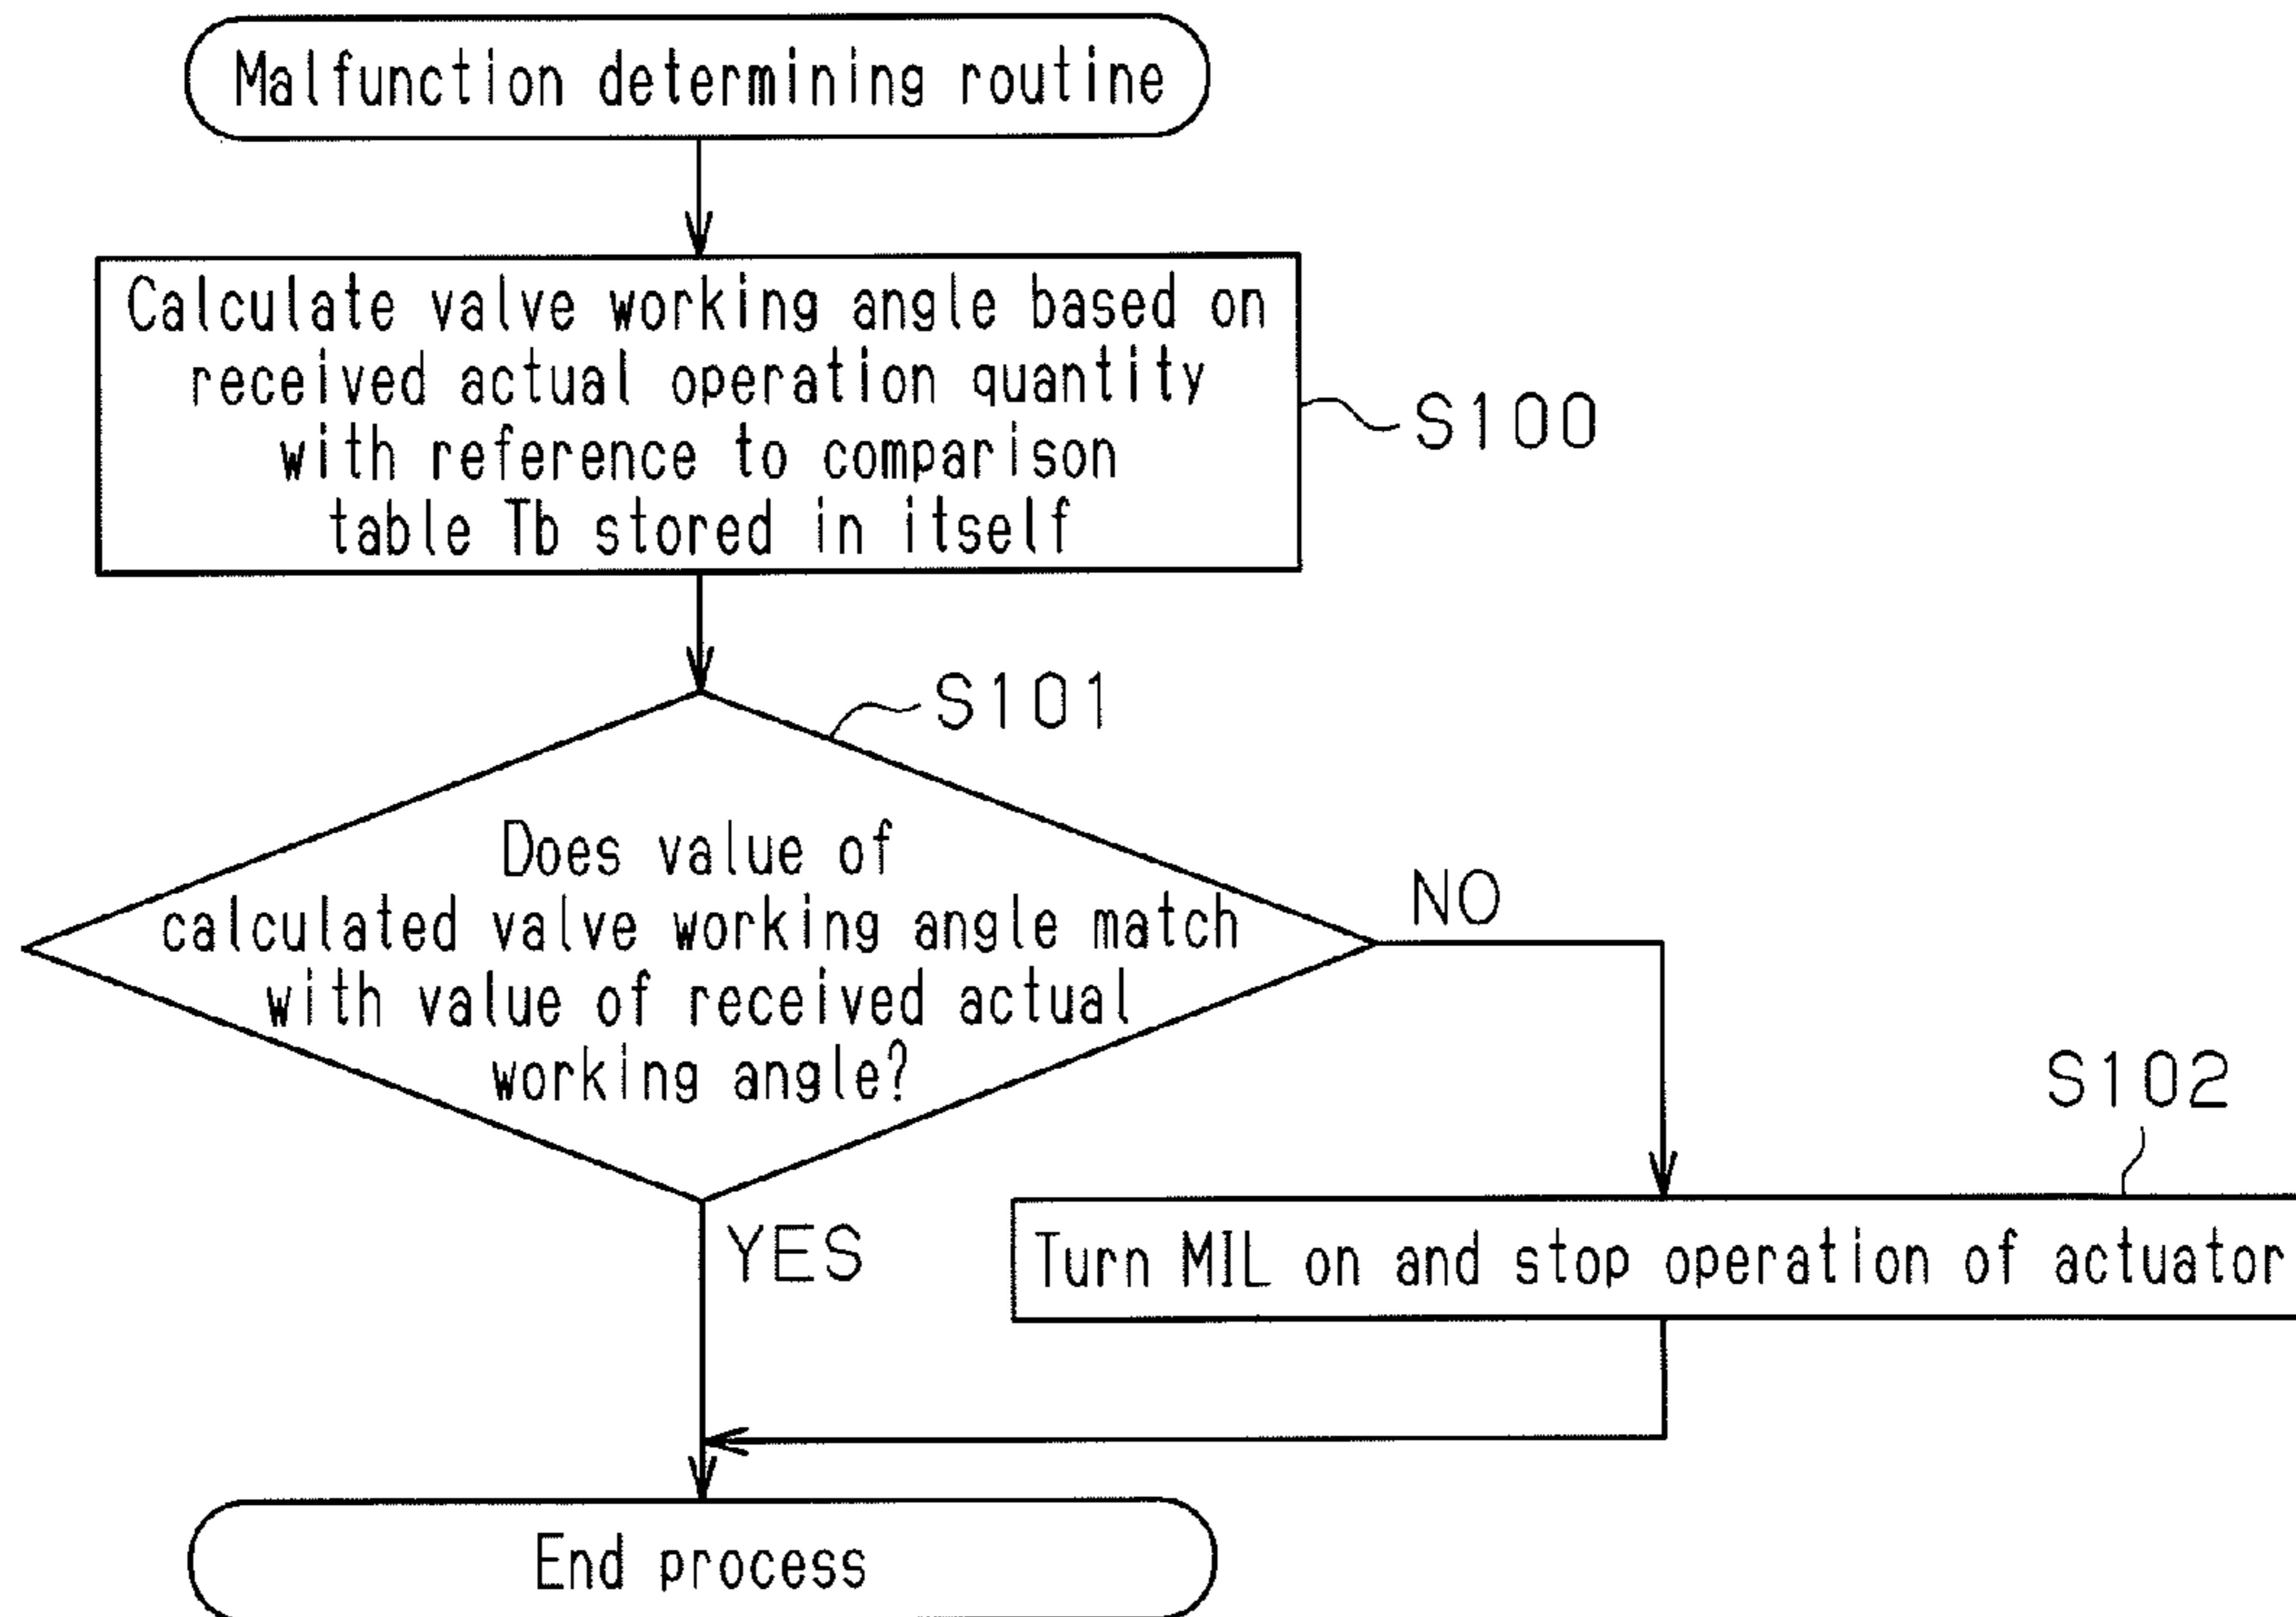 Malfunction determining routine
Calculate valve working angle based on
received actual operation quantity
with reference to comparison
table Tb stored in itself
S100
S101
Does value of
calculated valve working angle match
with value of received actual
working angle?
NO
S102
YES
Turn MIL on and stop operation of actuator
End process